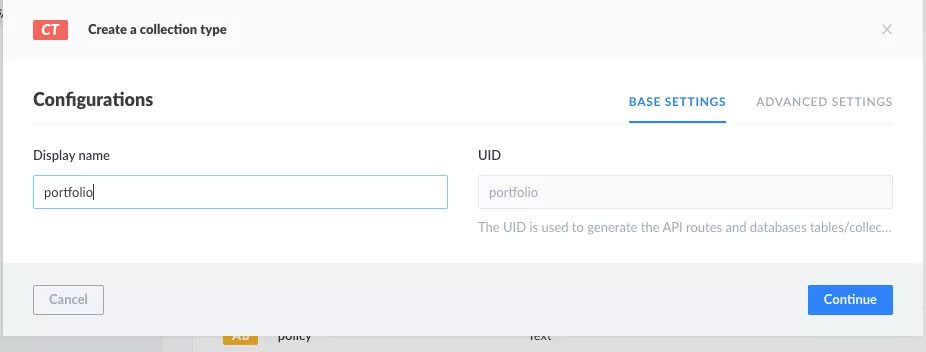 CT Create a collection type ×
Configurations BASE SETTINGS ADVANCED SETTINGS
Display name UID
portfolio portfolio
The UID is used to generate the API routes and databases tables/collec...
Cancel Continue
Ab policy Text